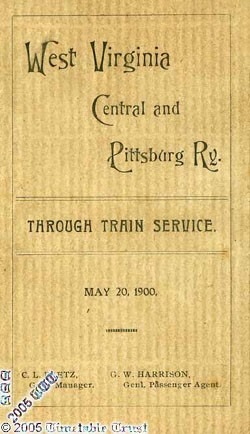 West Virginia
Central and
Pittsburg Ry.
THROUGH TRAIN SERVICE.
MAY 20, 1900.
C. L. G. W. HARRISON,
Manager. Genl. Passenger Agent.
2005
© 2005 Timetable Trust